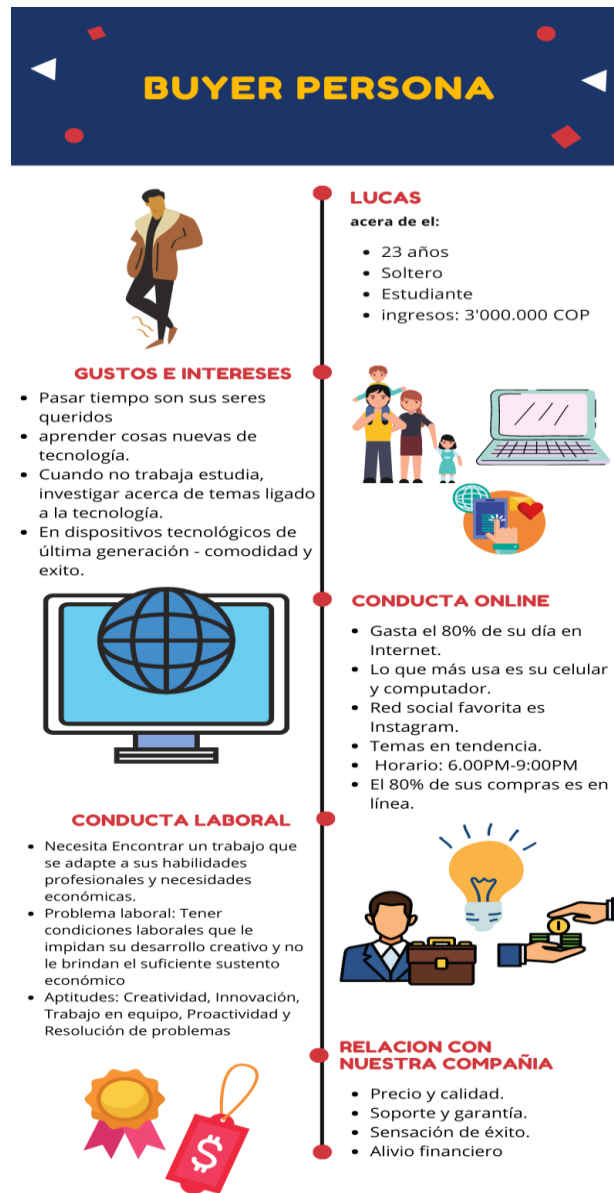 BUYER PERSONA
LUCAS
acera de el:
• 23 años
• Soltero
• Estudiante
• ingresos: 3'000.000 COP
GUSTOS E INTERESES
• Pasar tiempo son sus seres
queridos
• aprender cosas nuevas de
tecnología.
• Cuando no trabaja estudia,
investigar acerca de temas ligado
a la tecnología.
• En dispositivos tecnológicos de
última generación - comodidad y
exito.
CONDUCTA ONLINE
• Gasta el 80% de su día en
Internet.
• Lo que más usa es su celular
y computador.
• Red social favorita es
Instagram.
• Temas en tendencia.
• Horario: 6.00PM-9:00PM
• El 80% de sus compras es en
línea.
CONDUCTA LABORAL
• Necesita Encontrar un trabajo que
se adapte a sus habilidades
profesionales y necesidades
económicas.
• Problema laboral: Tener
condiciones laborales que le
impidan su desarrollo creativo y no
le brindan el suficiente sustento
económico
• Aptitudes: Creatividad, Innovación,
Trabajo en equipo, Proactividad y
Resolución de problemas
RELACION CON
NUESTRA COMPAÑIA
• Precio y calidad.
• Soporte y garantía.
• Sensación de éxito.
• Alivio financiero
$